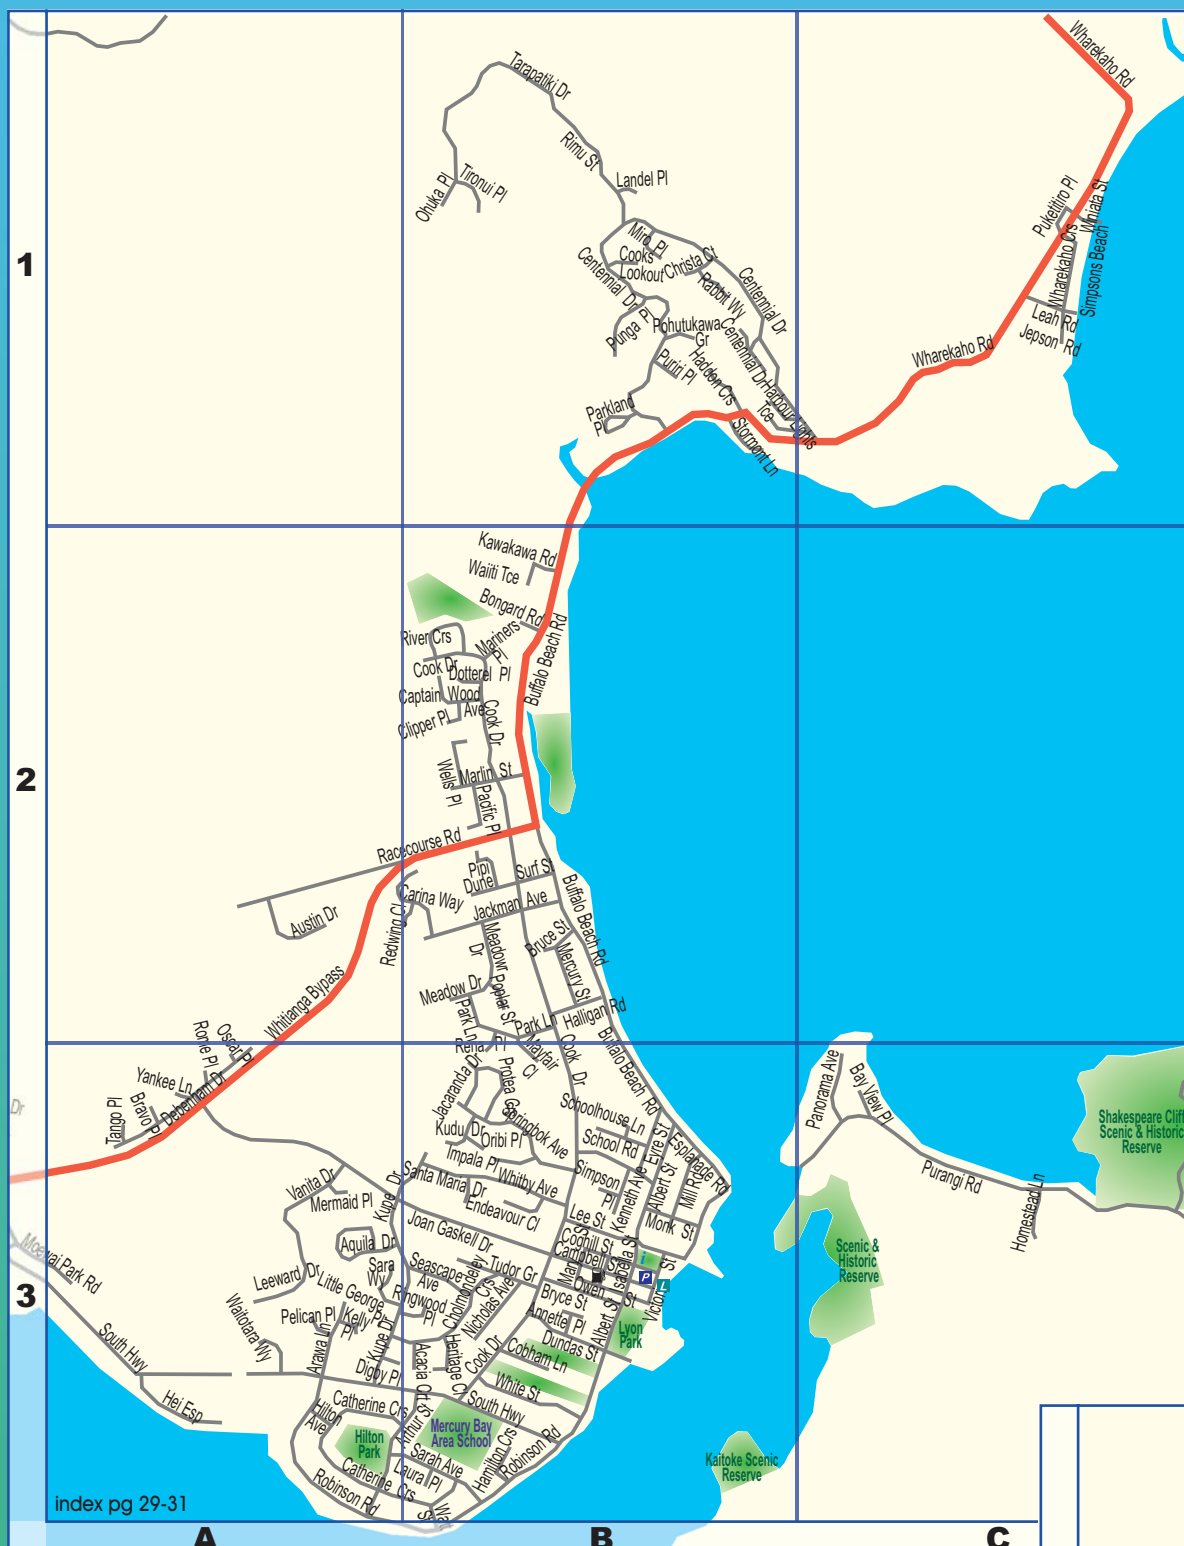 Wharekaho Rd
Tarapatiki Dr
Rimu St
Landel Pl
Tironui Pl
Ohuka Pl
Puketitiro Pl
Winiata St
Wharekaho Crs
Simpsons Beach
Leah Rd
Jepson Rd
Wharekaho Rd
1
Miro Pl
Cooks
Lookout
Christa Ct
Centennial Dr
Rabbit Wy
Centennial Dr
Punga Pl
Pohutukawa
Gr
Centennial Dr
Puriri Pl
Haddon Crs
Harbour Lights
Tce
Parkland
Pl
Stormont Ln
Kawakawa Rd
Waiiti Tce
Bongard Rd
Buffalo Beach Rd
River Crs
Mariners
Pl
Cook Dr
Dotterel Pl
Captain Wood
Ave
Clipper Pl
Cook Dr
2
Wells Pl
Marlin St
Pacific Pl
Racecourse Rd
Pipi
Dune
Surf St
Carina Way
Jackman Ave
Austin Dr
Redwing Cl
Meadowr
Dr
Bruce St
Buffalo Beach Rd
Mercury St
Meadow Dr
Poplar St
Whitianga Bypass
Park Ln
Park Ln
Halligan Rd
Oscar Pl
Rome Pl
Rena Pl
Mayfair
Cl
Cook Dr
Buffalo Beach Rd
Yankee Ln
Debenham Dr
Bravo Pl
Tango Pl
Dr
Jacaranda Dr
Protea Gr
Springbok Ave
Kudu Dr
Oribi Pl
Schoolhouse Ln
School Rd
Eyre St
Esplanade Rd
Panorama Ave
Bay View Pl
Purangi Rd
Homestead Ln
Shakespeare Cliff
Scenic & Historic
Reserve
Impala Pl
Whitby Ave
Simpson
Pl
Kenneth Ave
Albert St
Mill Rd
Vanita Dr
Mermaid Pl
Kupe Dr
Santa Maria Dr
Endeavour Cl
Lee St
Monk St
Joan Gaskell Dr
Coghill St
Campbell St
Isabella St
i
P
L
Aquila Dr
Sara
Wy
Seascape
Ave
Tudor Gr
Owen St
Victoria St
Scenic &
Historic
Reserve
Moewai Park Rd
Leeward Dr
Little George
Pl
Ringwood
Pl
Cholmondeley
Crs
Nicholas Ave
Bryce St
Annette Pl
Albert St
Lyon
Park
3
Waitotara Wy
Pelican Pl
Kelly
Pl
Arawa Ln
Kupe Dr
Acacia Crt
Heritage Cl
Cook Dr
Dundas St
Cobham Ln
South Hwy
Digby Pl
White St
South Hwy
Hei Esp
Hilton
Ave
Catherine Crs
Arthur St
Mercury Bay
Area School
Hilton
Park
Hamilton Crs
Robinson Rd
Sarah Ave
Laura Pl
Catherine Crs
Robinson Rd
Kaitoke Scenic
Reserve
index pg 29-31
A
B
C